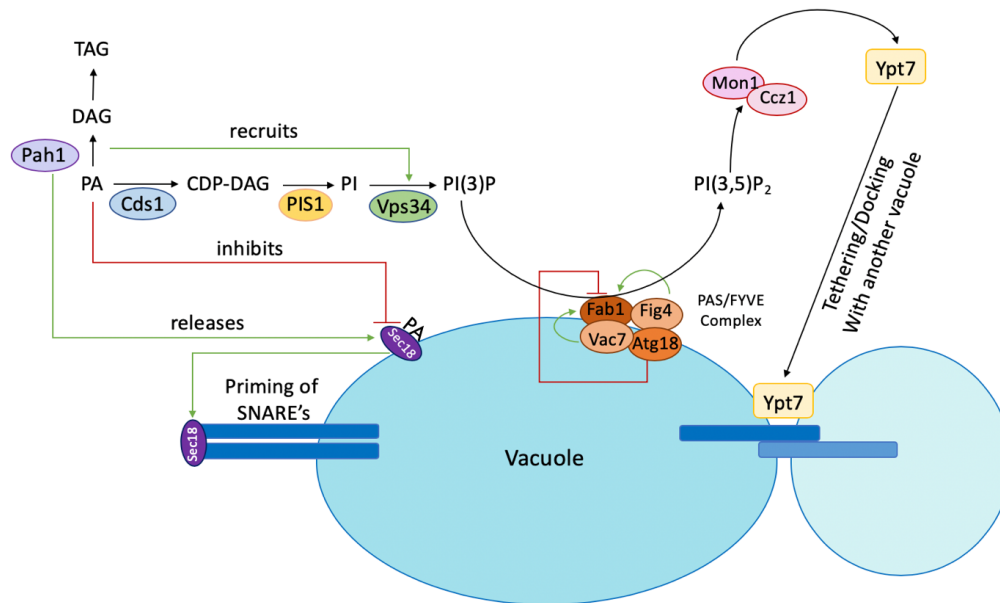 TAG
DAG
Pah1
recruits
PA
CDP-DAG
PI
PI(3)P
Cds1
PIS1
Vps34
Mon1
Ccz1
Ypt7
PI(3,5)P2
inhibits
releases
PA
Sec18
Fab1
Fig4
Vac7
Atg18
PAS/FYVE
Complex
Tethering/Docking
With another vacuole
Priming of
SNARE's
Sec18
Vacuole
Ypt7